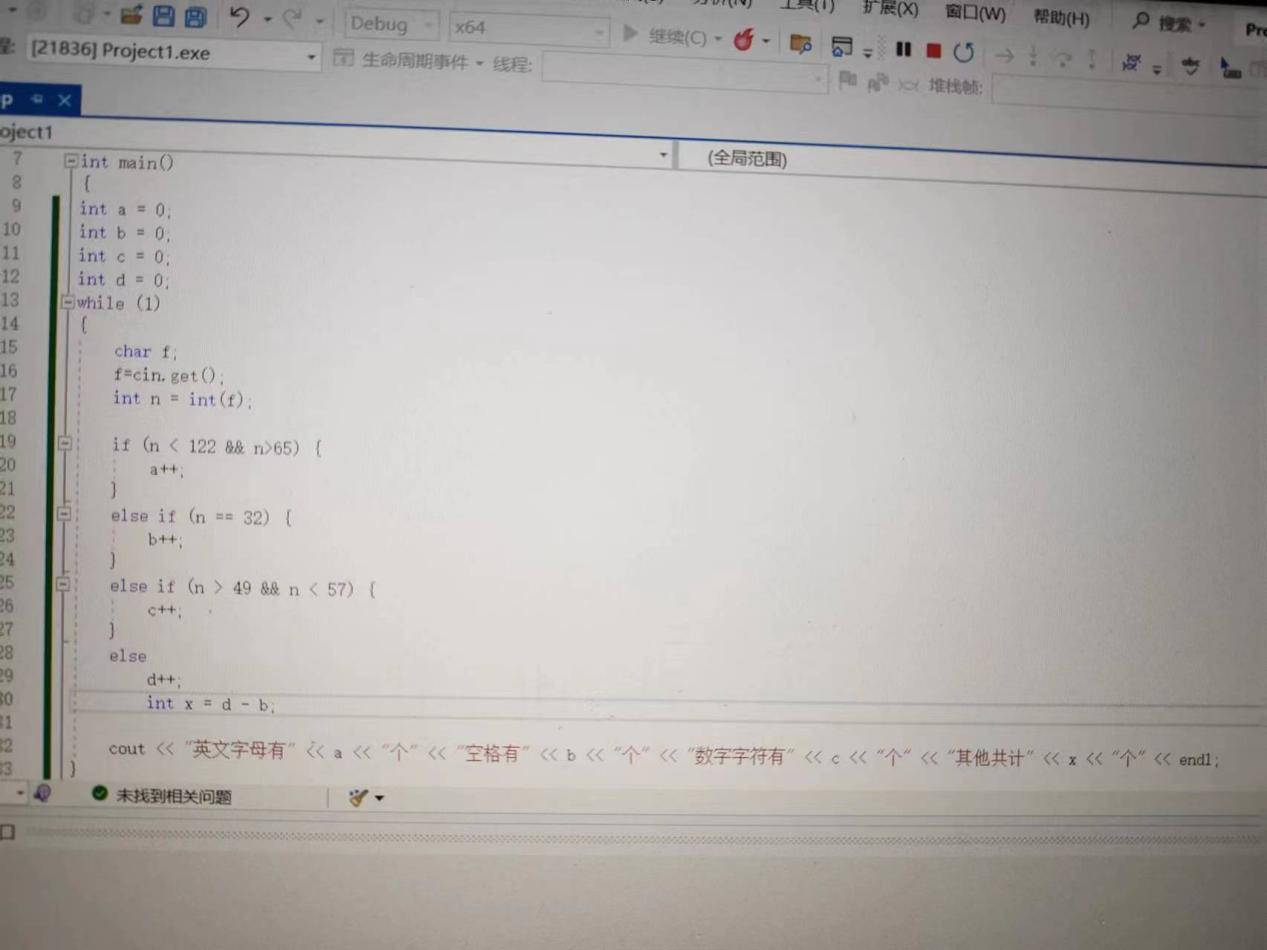 工具(T) 扩展(X) 窗口(W) 帮助(H) 搜索
Debug x64 继续(C)
[21836] Project1.exe 生命周期事件 线程: 堆栈帧:
oject1 (全局范围)
7 int main()
8 {
9 int a = 0;
10 int b = 0;
11 int c = 0;
12 int d = 0;
13 while (1)
14 {
15 char f;
16 f=cin.get();
17 int n = int(f);
18
19 if (n < 122 && n>65) {
20 a++;
21 }
22 else if (n == 32) {
23 b++;
24 }
25 else if (n > 49 && n < 57) {
26 c++;
27 }
28 else
29 d++;
30 int x = d - b;
31
32 cout << "英文字母有" << a << "个" << "空格有" << b << "个" << "数字字符有" << c << "个" << "其他共计" << x << "个" << endl;
33 }
未找到相关问题